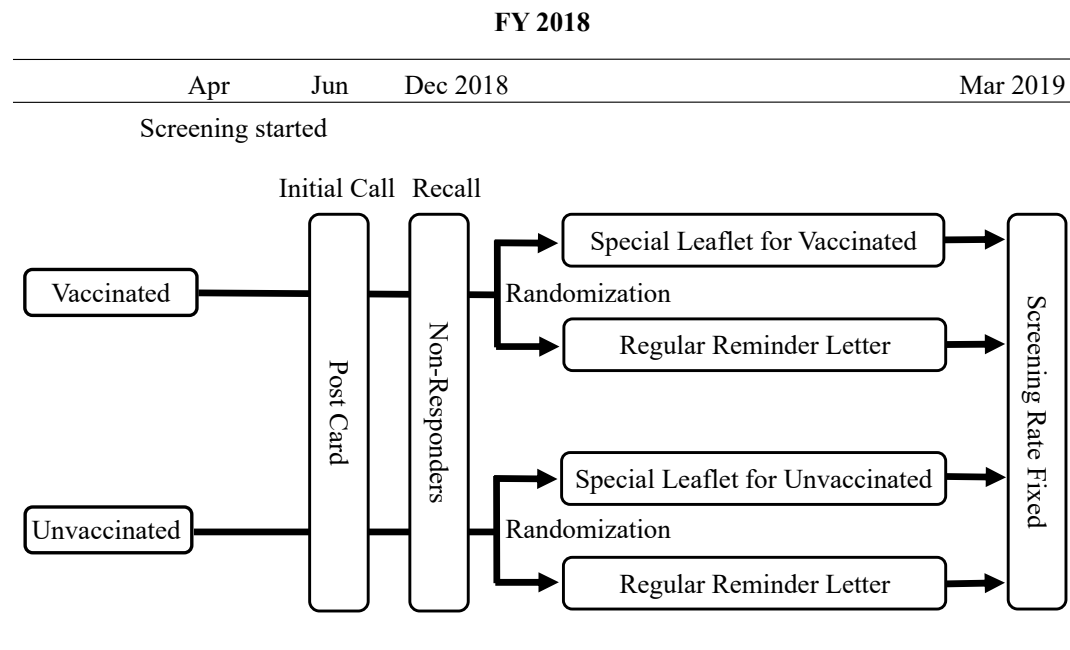 FY 2018
Apr Jun Dec 2018 Mar 2019
Screening started
Initial Call Recall
Vaccinated
Unvaccinated
Post Card
Non-Responders
Randomization
Special Leaflet for Vaccinated
Regular Reminder Letter
Randomization
Special Leaflet for Unvaccinated
Regular Reminder Letter
Screening Rate Fixed